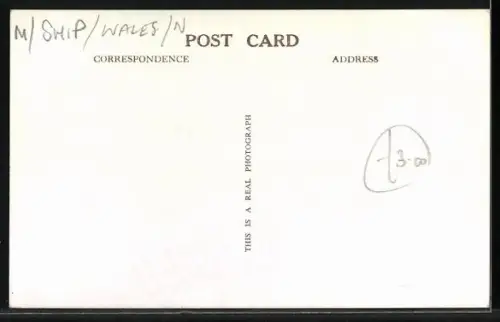 M/SHIP/WALES/N
POST CARD
CORRESPONDENCE
ADDRESS
THIS IS A REAL PHOTOGRAPH
3-00